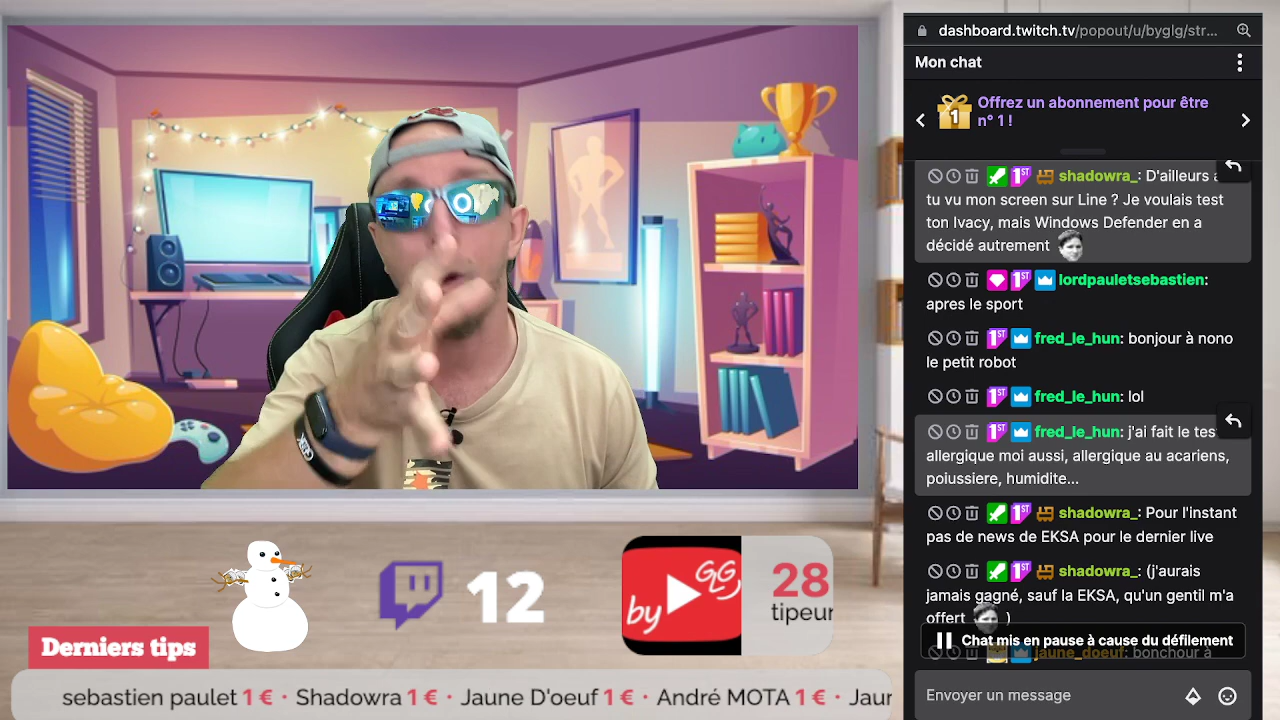 dashboard.twitch.tv/popout/u/byglg/str...
Mon chat
Offrez un abonnement pour être
n° 1 !
1
shadowra_: D'ailleurs
tu vu mon screen sur Line ? Je voulais test
ton Ivacy, mais Windows Defender en a
décidé autrement
lordpauletsebastien:
apres le sport
fred_le_hun: bonjour à nono
le petit robot
fred_le_hun: lol
fred_le_hun: j'ai fait le tes
allergique moi aussi, allergique au acariens,
poiussiere, humidite...
shadowra_: Pour l'instant
pas de news de EKSA pour le dernier live
shadowra_: (j'aurais
jamais gagné, sauf la EKSA, qu'un gentil m'a
offert )
Chat mis en pause à cause du défilement
jaune_doeuf: bonchour à
Envoyer un message
12
by GLG
28
tipeur
Derniers tips
sebastien paulet 1 € · Shadowra 1 € · Jaune D'oeuf 1 € · André MOTA 1 € · Jaur